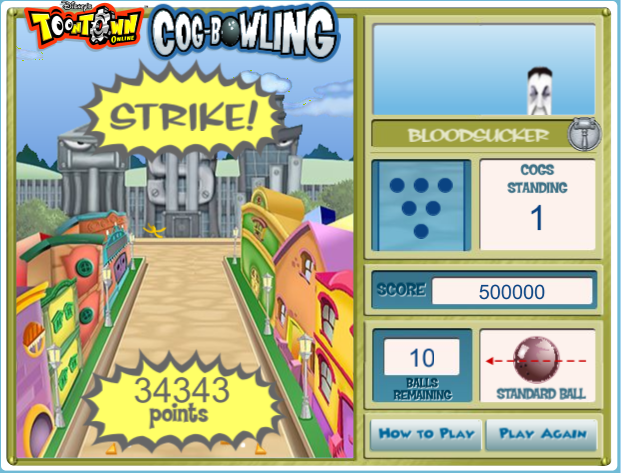 Disney's
TOONTOWN
ONLINE
COG-BOWLING
STRIKE!
BLOODSUCKER
COGS
STANDING
1
SCORE
500000
34343
points
10
BALLS
REMAINING
STANDARD BALL
HOW TO PLAY
PLAY AGAIN